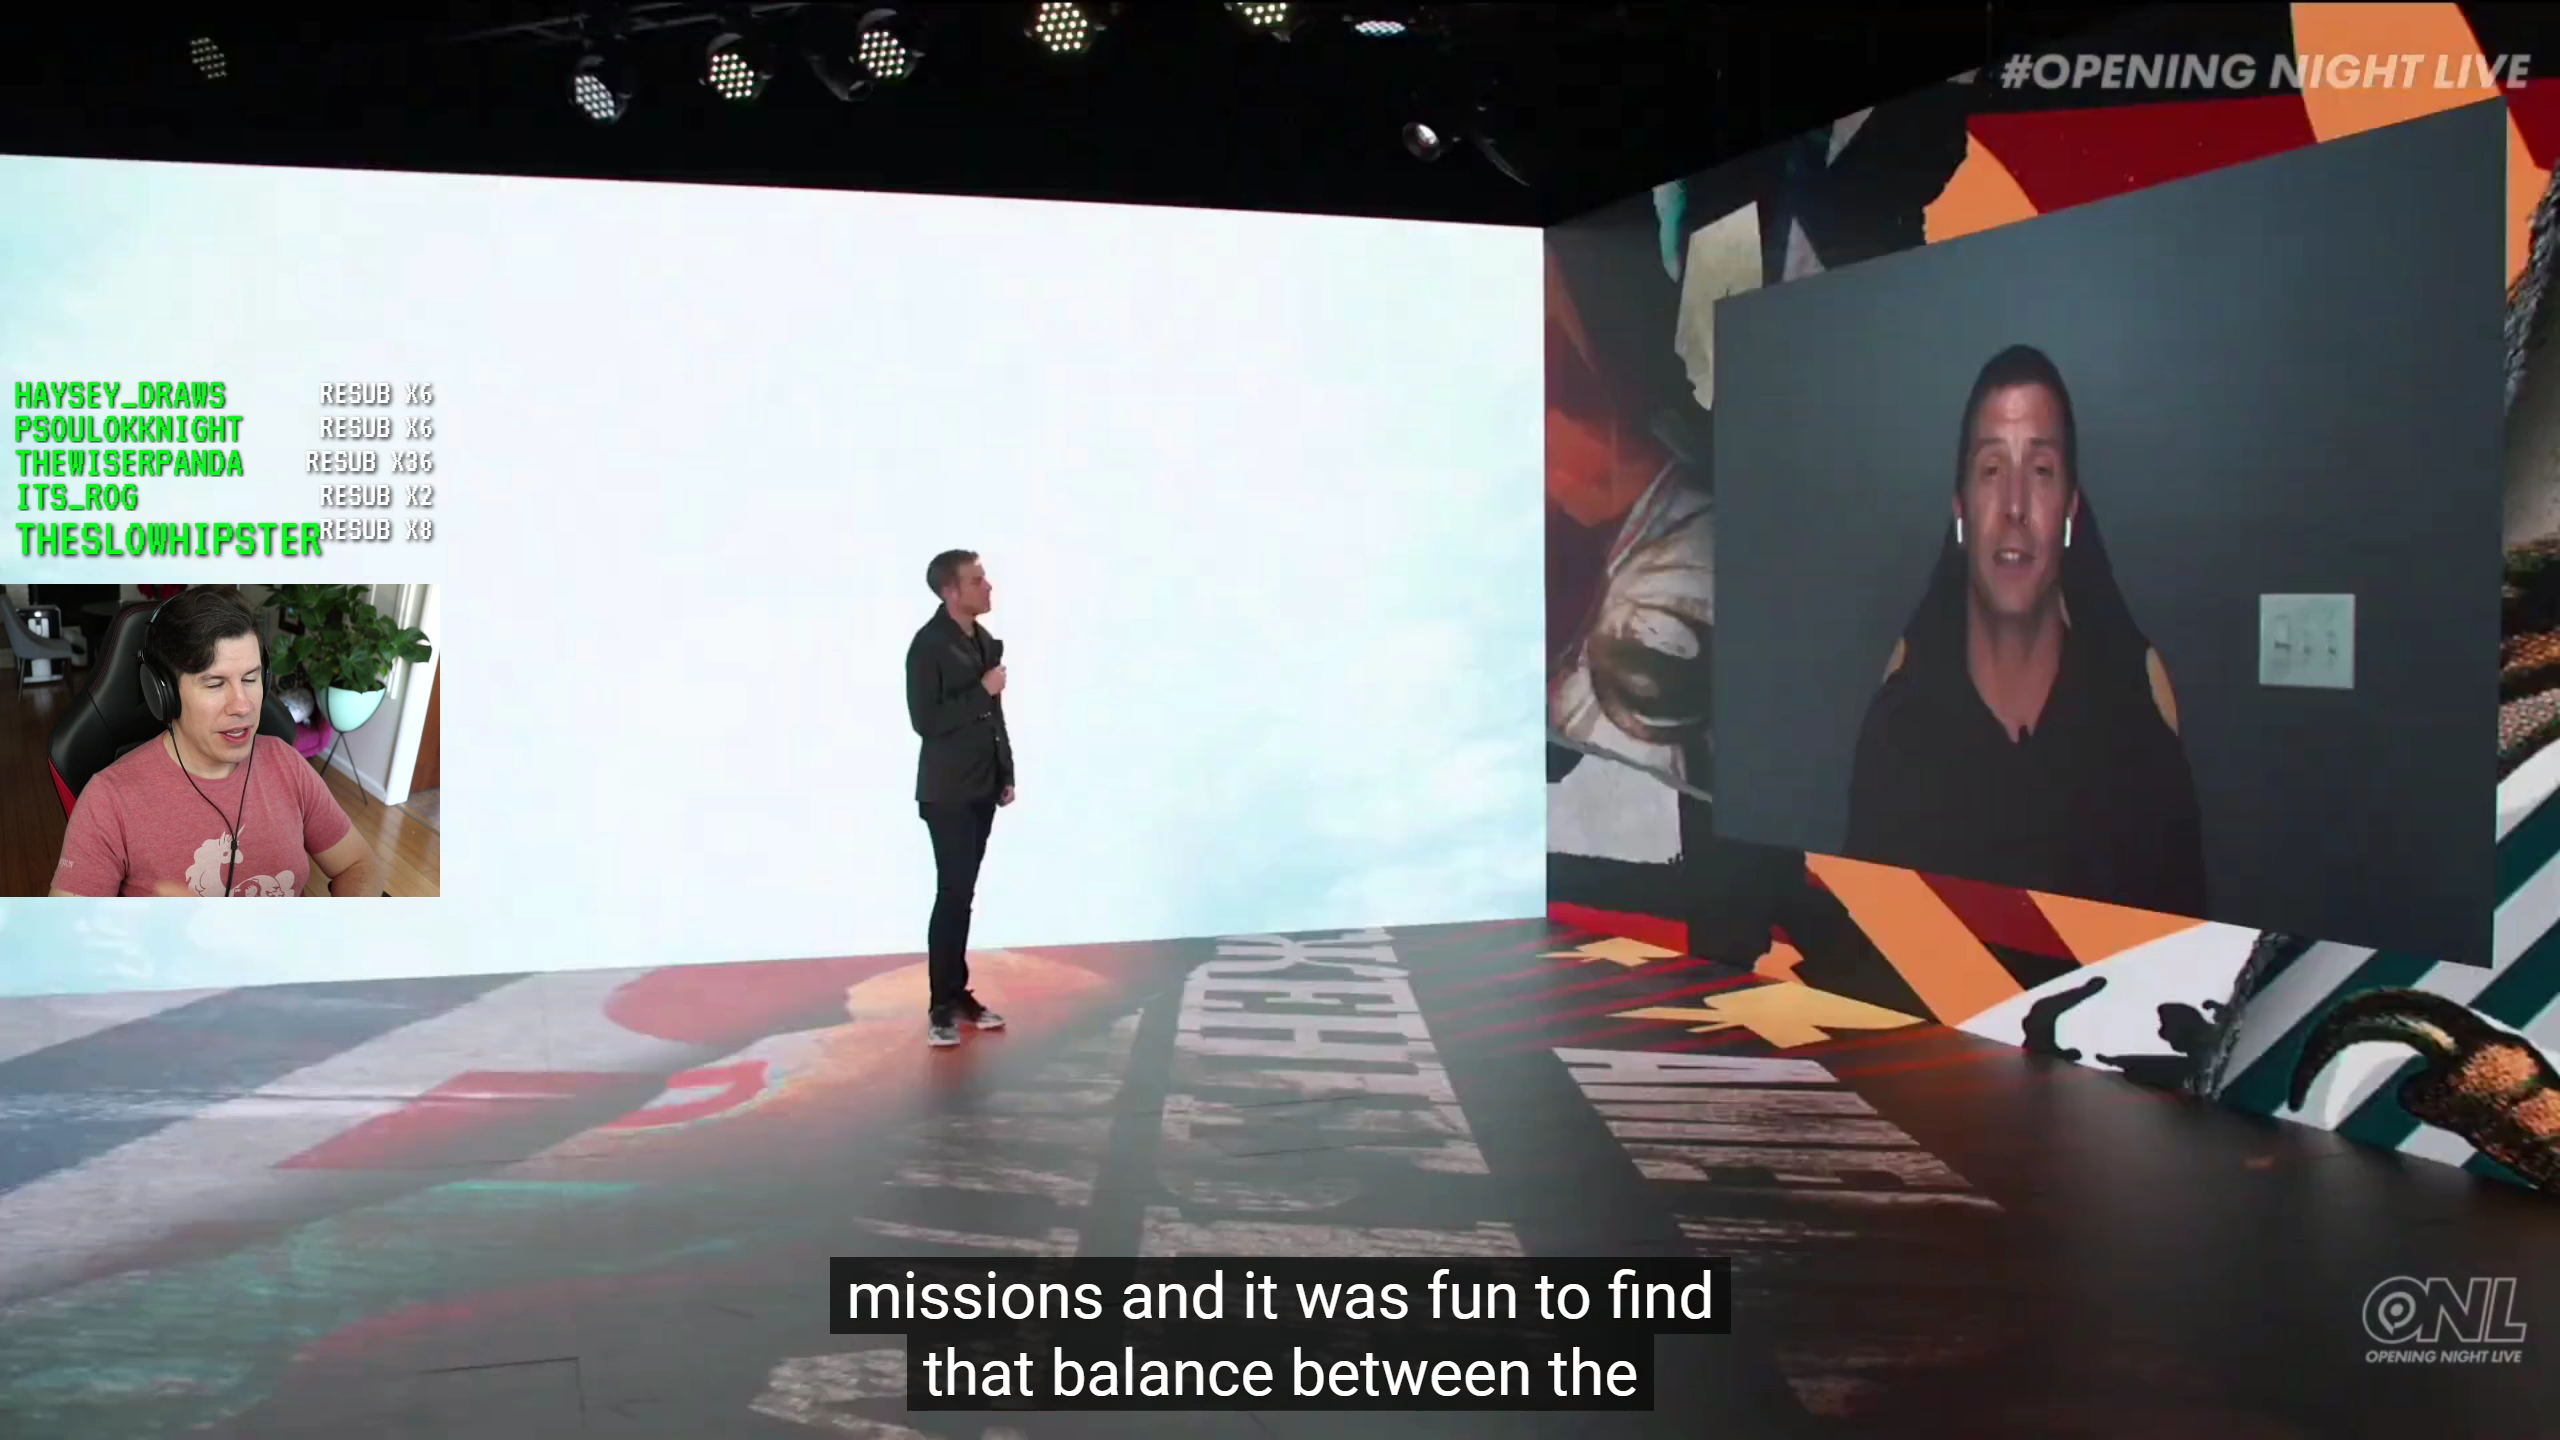 #OPENING NIGHT LIVE
HAYSEY_DRAWS RESUB X6
PSOULOKKNIGHT RESUB X6
THEWISERPANDA RESUB X36
ITS_ROG RESUB X2
THESLOWHIPSTER RESUB X8
missions and it was fun to find
that balance between the
ONL
OPENING NIGHT LIVE